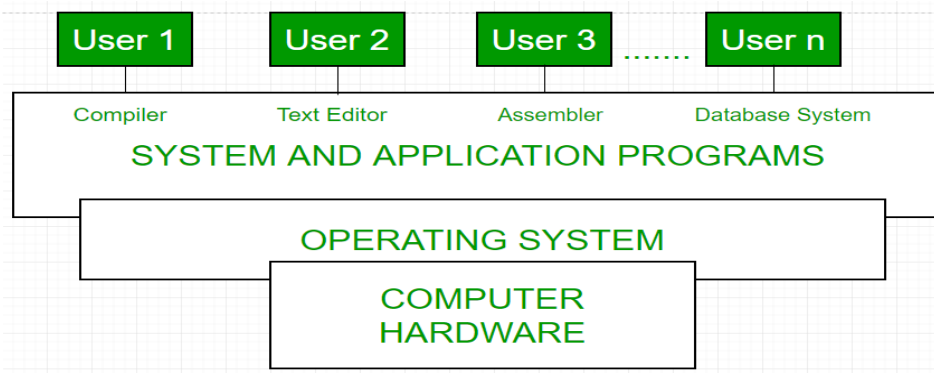 User 1 User 2 User 3 ....... User n
Compiler Text Editor Assembler Database System
SYSTEM AND APPLICATION PROGRAMS
OPERATING SYSTEM
COMPUTER
HARDWARE